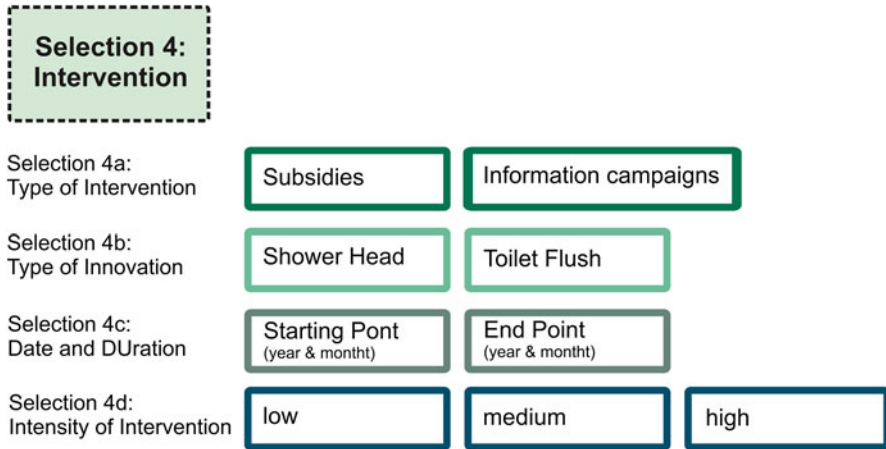 Selection 4:
Intervention
Selection 4a:
Type of Intervention
Subsidies
Information campaigns
Selection 4b:
Type of Innovation
Shower Head
Toilet Flush
Selection 4c:
Date and DUration
Starting Pont
(year & montht)
End Point
(year & montht)
Selection 4d:
Intensity of Intervention
low
medium
high